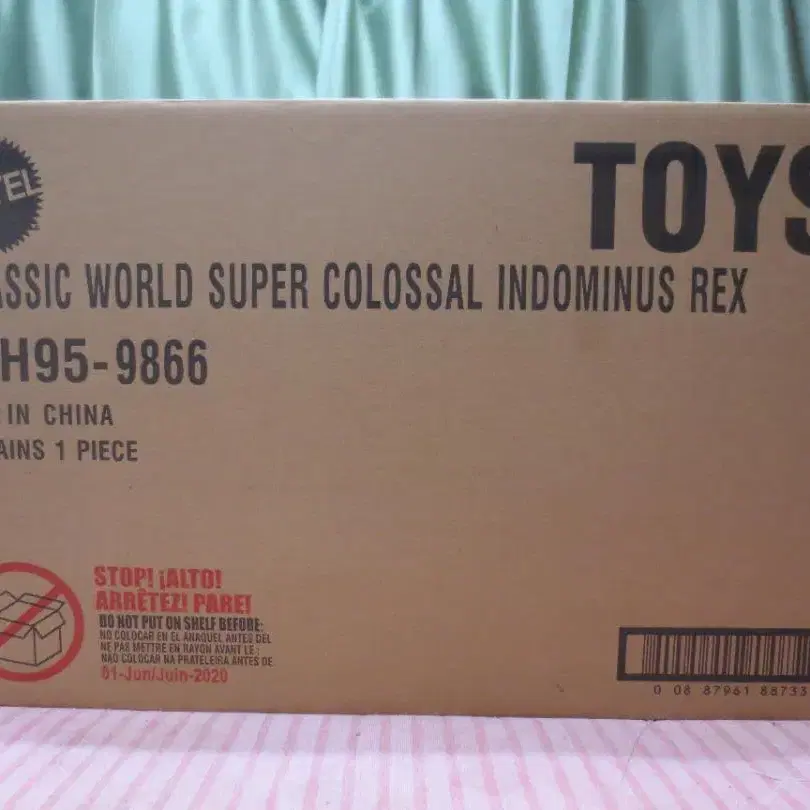 TEL
TOYS
ASSIC WORLD SUPER COLOSSAL INDOMINUS REX
H95-9866
IN CHINA
AINS 1 PIECE
STOP! ¡ALTO!
ARRÊTEZ! PARE!
DO NOT PUT ON SHELF BEFORE:
NO COLOCAR EN EL ANAQUEL ANTES DEL
NE PAS METTRE EN RAYON AVANT LE :
NÃO COLOCAR NA PRATELEIRA ANTES DE
01-Jun/Juin-2020
0 08 87961 88733